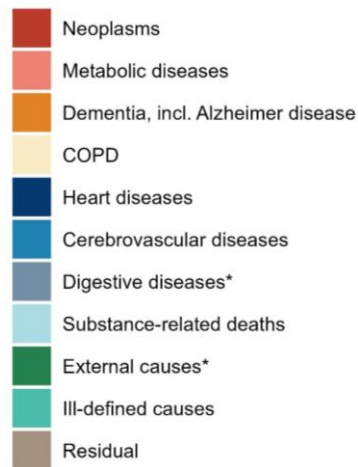 Neoplasms
Metabolic diseases
Dementia, incl. Alzheimer disease
COPD
Heart diseases
Cerebrovascular diseases
Digestive diseases*
Substance-related deaths
External causes*
Ill-defined causes
Residual